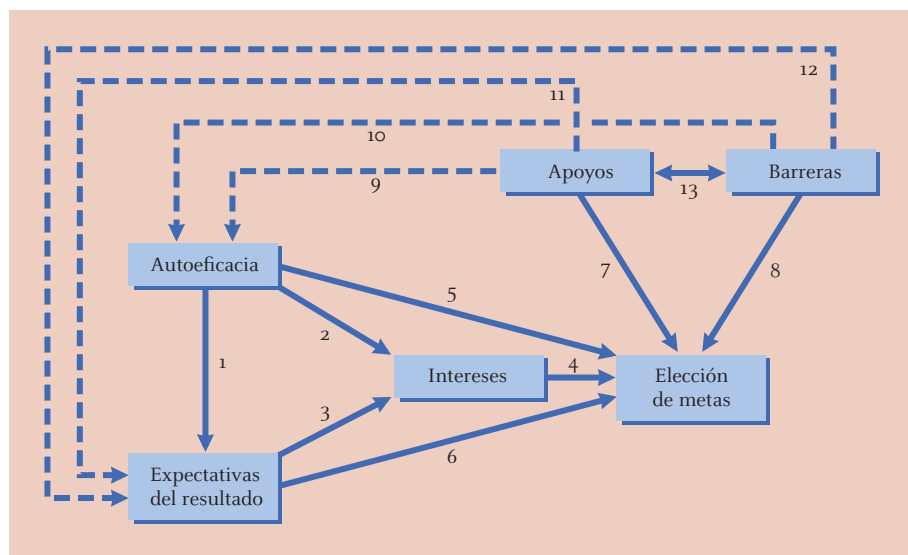 12
11
10
Apoyos
Barreras
9
13
Autoeficacia
7
8
5
2
1
Intereses
4
Elección
de metas
3
6
Expectativas
del resultado